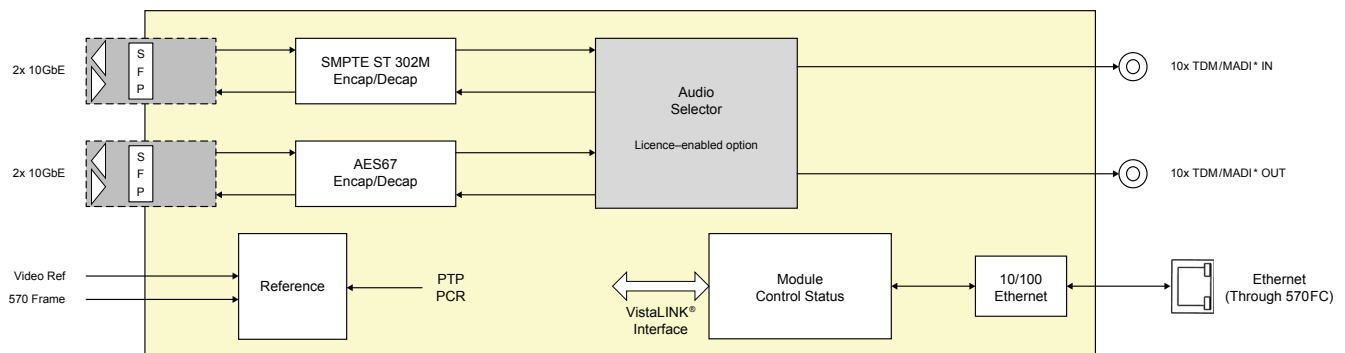 2x 10GbE
S
F
P
SMPTE ST 302M
Encap/Decap
Audio
Selector
Licence–enabled option
10x TDM/MADI* IN
2x 10GbE
S
F
P
AES67
Encap/Decap
10x TDM/MADI* OUT
Video Ref
570 Frame
Reference
PTP
PCR
VistaLINK®
Interface
Module
Control Status
10/100
Ethernet
Ethernet
(Through 570FC)